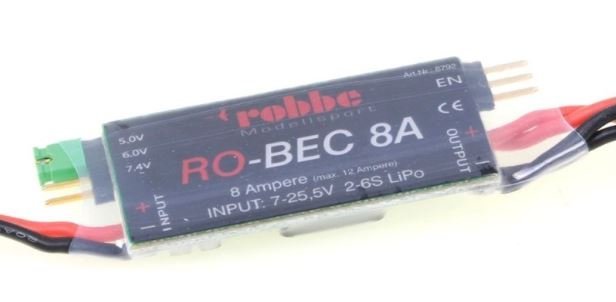 robbe
Modellsport
Art.Nr.: 8792
EN
CE
5.0V
6.0V
7.4V
RO-BEC 8A
8 Ampere (max. 12 Ampere)
INPUT: 7-25,5V 2-6S LiPo
+ INPUT -
+ OUTPUT -